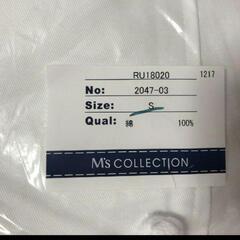 RU18020 1217
No: 2047-03
Size: S
Qual: 綿 100%
M's COLLECTION